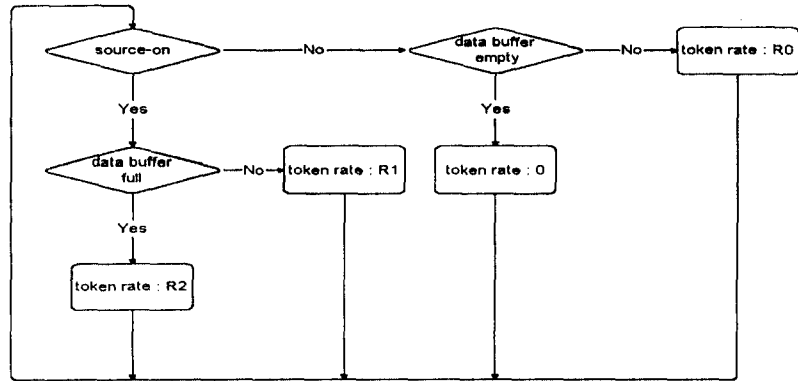 source-on
No
data buffer
empty
No
token rate : R0
Yes
Yes
data buffer
full
No
token rate : R1
token rate : 0
Yes
token rate : R2